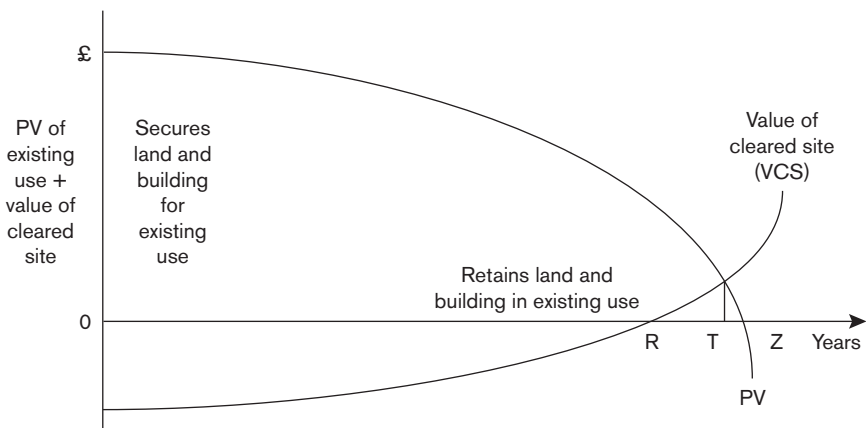 £
PV of
existing
use +
value of
cleared
site
Secures
land and
building
for
existing
use
Value of
cleared site
(VCS)
Retains land and
building in existing use
0
R T Z Years
PV